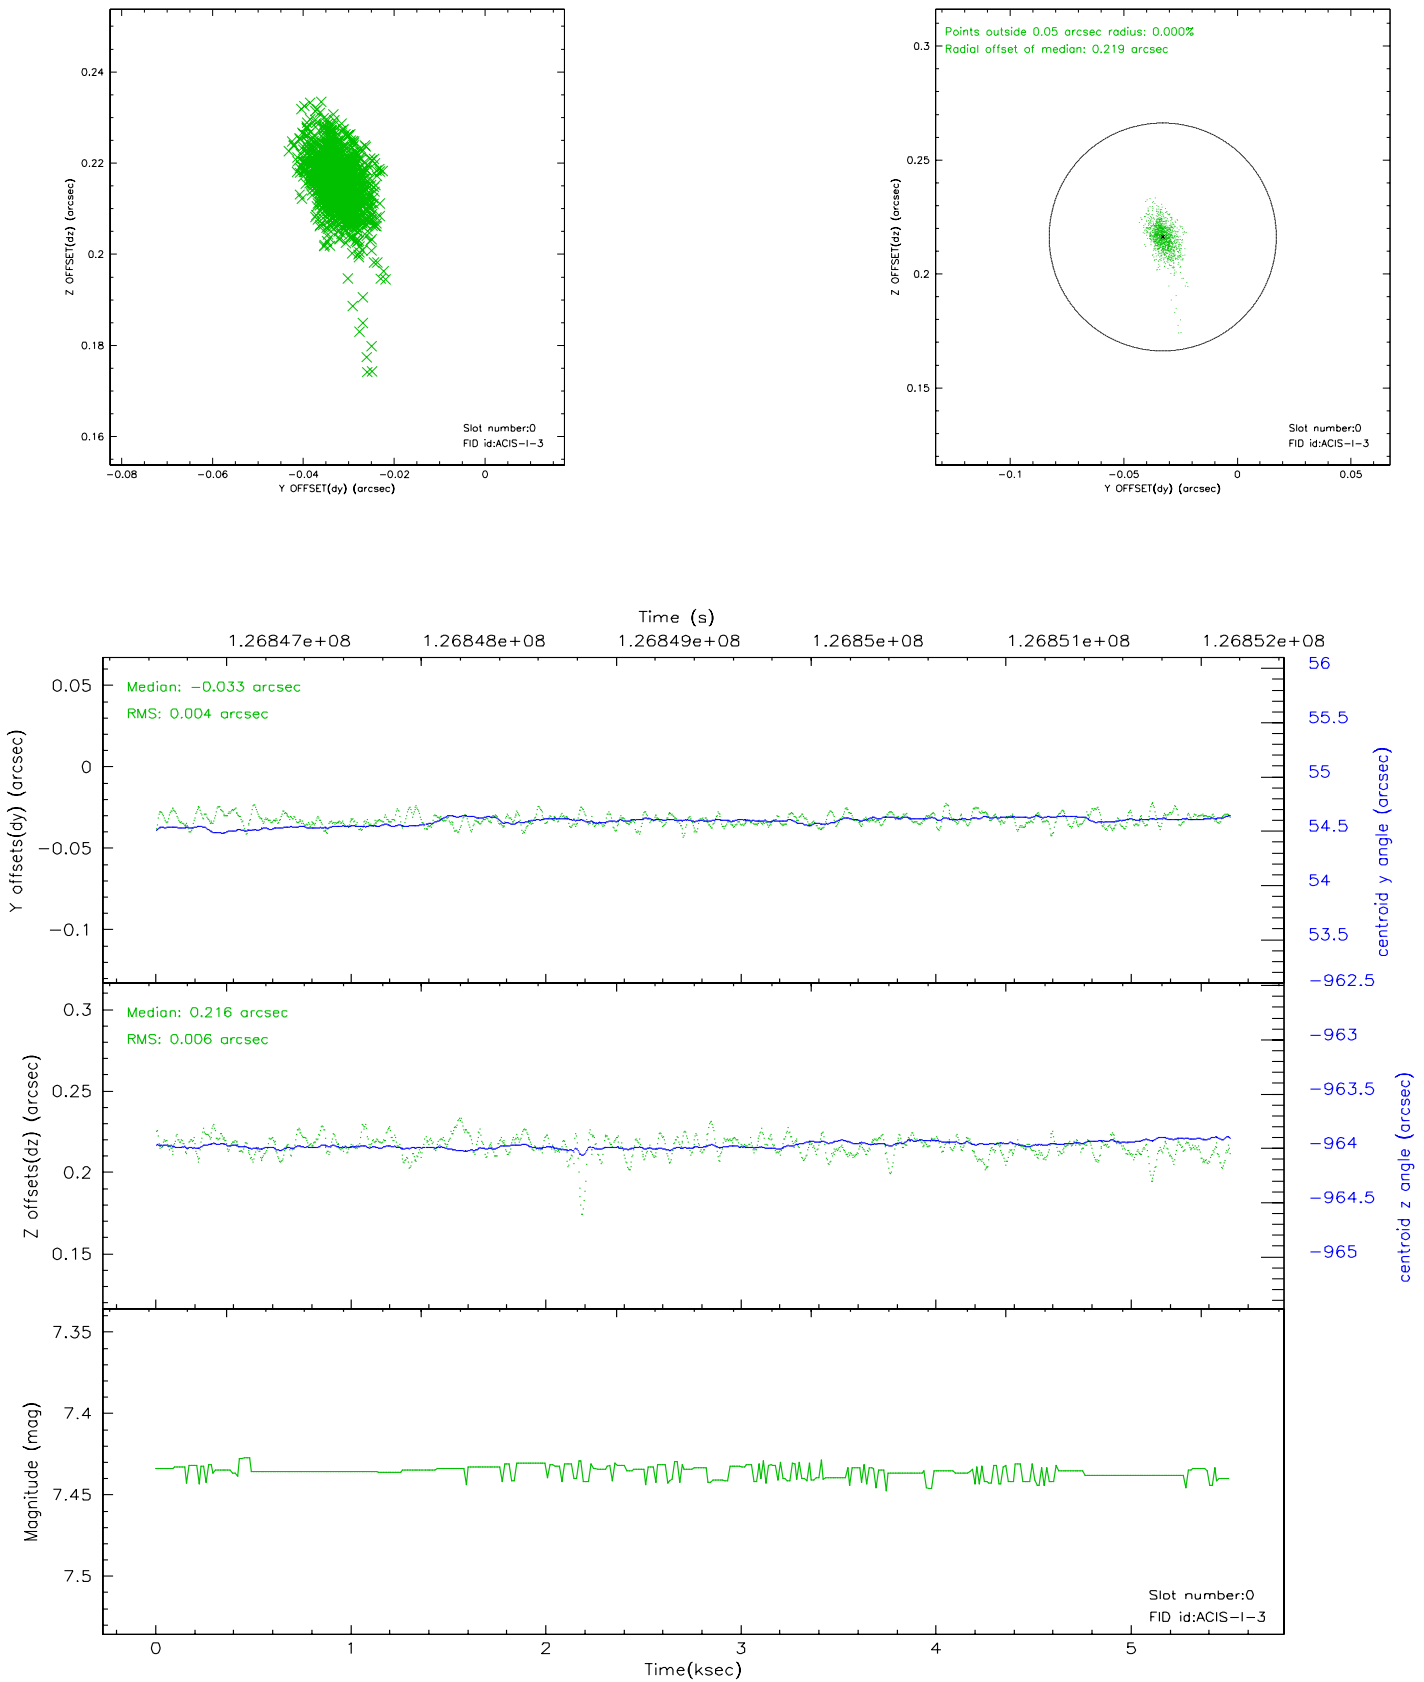 0.24
0.22
0.2
0.18
0.16
Z OFFSET(dz) (arcsec)
Slot number:0
FID id:ACIS-I-3
-0.08 -0.06 -0.04 -0.02 0
Y OFFSET(dy) (arcsec)
Points outside 0.05 arcsec radius: 0.000%
Radial offset of median: 0.219 arcsec
0.3
0.25
0.2
0.15
Z OFFSET(dz) (arcsec)
Slot number:0
FID id:ACIS-I-3
-0.1 -0.05 0 0.05
Y OFFSET(dy) (arcsec)
Time (s)
1.26847e+08 1.26848e+08 1.26849e+08 1.2685e+08 1.26851e+08 1.26852e+08
Median: -0.033 arcsec
RMS: 0.004 arcsec
0.05
0
-0.05
-0.1
Y offsets(dy) (arcsec)
56
55.5
55
54.5
54
53.5
centroid y angle (arcsec)
Median: 0.216 arcsec
RMS: 0.006 arcsec
0.3
0.25
0.2
0.15
Z offsets(dz) (arcsec)
-962.5
-963
-963.5
-964
-964.5
-965
centroid z angle (arcsec)
7.35
7.4
7.45
7.5
Magnitude (mag)
Slot number:0
FID id:ACIS-I-3
0 1 2 3 4 5
Time(ksec)